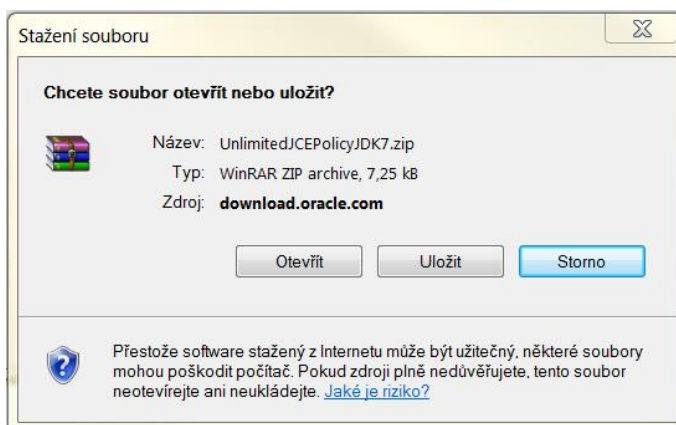 Stažení souboru
Chcete soubor otevřít nebo uložit?
Název: UnlimitedJCEPolicyJDK7.zip
Typ: WinRAR ZIP archive, 7,25 kB
Zdroj: download.oracle.com
Otevřít Uložit Storno
Přestože software stažený z Internetu může být užitečný, některé soubory
mohou poškodit počítač. Pokud zdroji plně nedůvěřujete, tento soubor
neotevírejte ani neukládejte. Jaké je riziko?